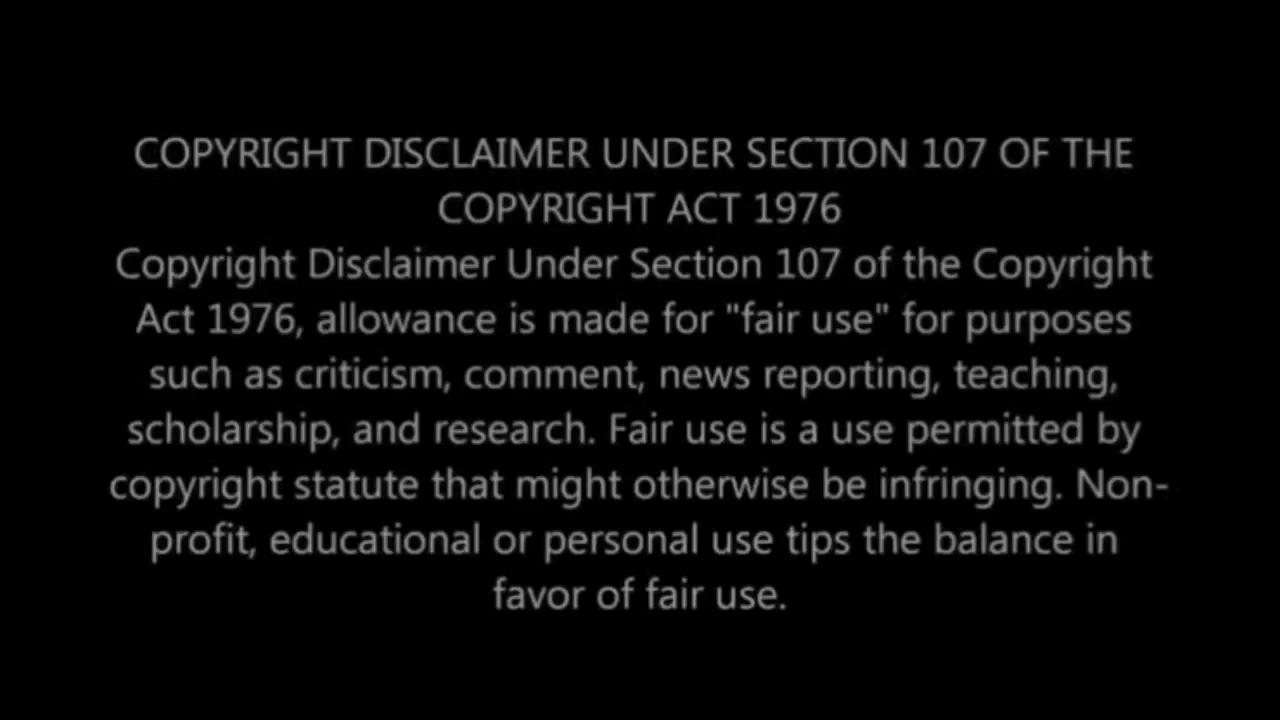 COPYRIGHT DISCLAIMER UNDER SECTION 107 OF THE
COPYRIGHT ACT 1976
Copyright Disclaimer Under Section 107 of the Copyright
Act 1976, allowance is made for "fair use" for purposes
such as criticism, comment, news reporting, teaching,
scholarship, and research. Fair use is a use permitted by
copyright statute that might otherwise be infringing. Non-
profit, educational or personal use tips the balance in
favor of fair use.